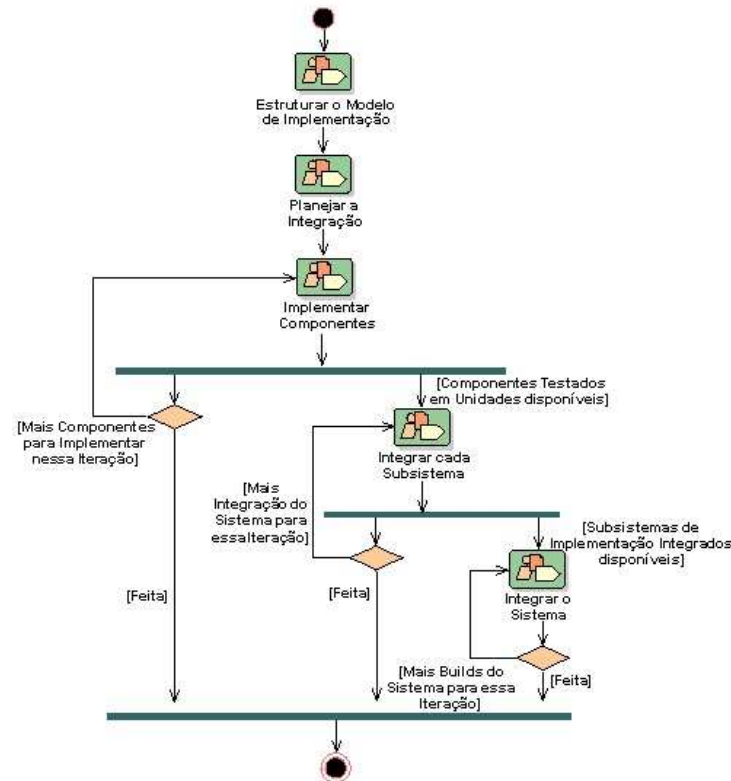 Estruturar o Modelo
de Implementação
Planejar a
Integração
Implementar
Componentes
[Componentes Testados
em Unidades disponíveis]
[Mais Componentes
para Implementar
nessa Iteração]
Integrar cada
Subsistema
[Mais
Integração do
Sistema para
essa Iteração]
[Subsistemas de
Implementação Integrados
disponíveis]
[Feita]
[Feita]
Integrar o
Sistema
[Mais Builds do
Sistema para essa
Iteração]
[Feita]